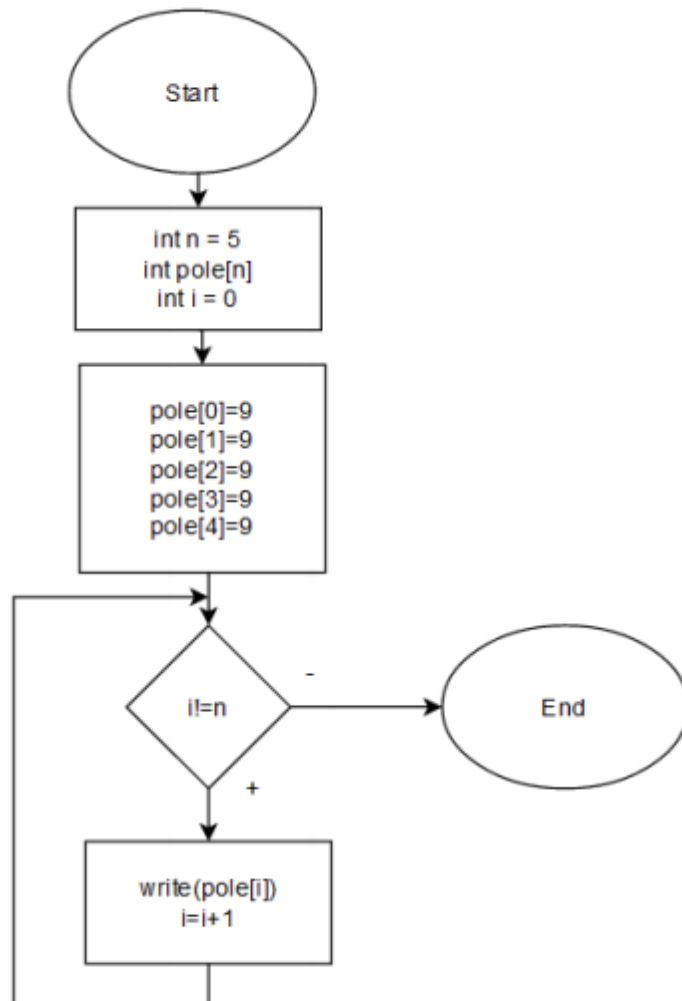 Start
int n = 5
int pole[n]
int i = 0
pole[0]=9
pole[1]=9
pole[2]=9
pole[3]=9
pole[4]=9
i!=n
-
End
+
write(pole[i])
i=i+1